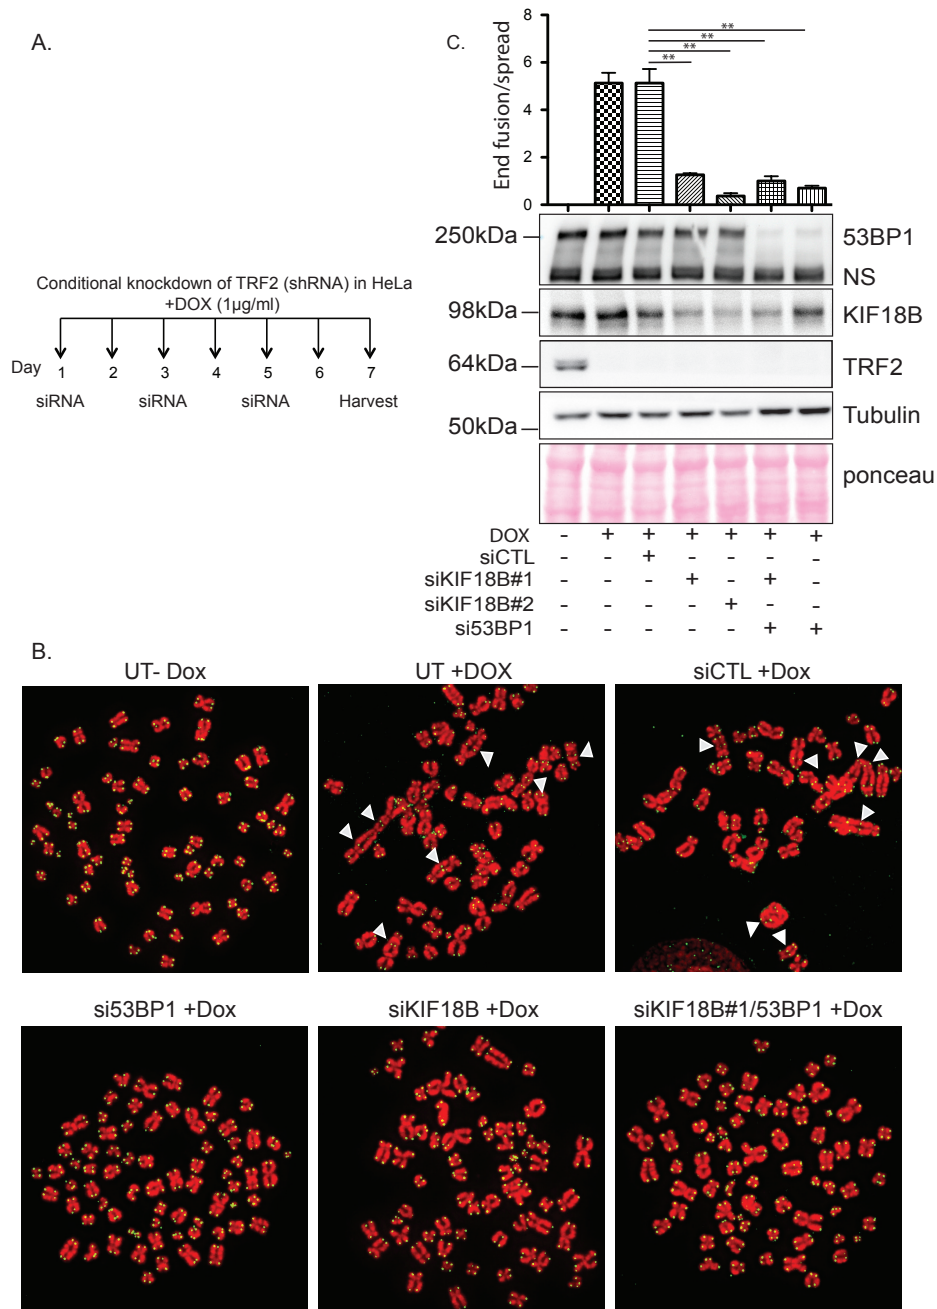 A.
Conditional knockdown of TRF2 (shRNA) in HeLa
+DOX (1µg/ml)
Day 1 2 3 4 5 6 7
siRNA siRNA siRNA Harvest
C.
End fusion/spread
8
6
4
2
0
**
**
**
**
250kDa
53BP1
NS
98kDa
KIF18B
64kDa
TRF2
50kDa
Tubulin
ponceau
DOX - + + + + + +
siCTL - - + - - - -
siKIF18B#1 - - - + - + -
siKIF18B#2 - - - - + - -
si53BP1 - - - - - + +
B.
UT- Dox
UT +DOX
siCTL +Dox
si53BP1 +Dox
siKIF18B +Dox
siKIF18B#1/53BP1 +Dox